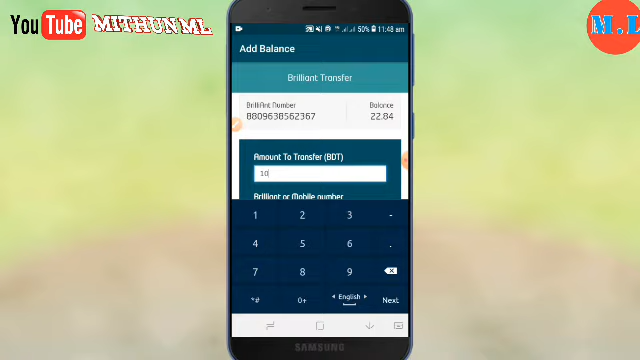 You Tube MITHUN ML
M.L
50% 11:48 am
Add Balance
Brilliant Transfer
Brilliant Number
Balance
8809638562367
22.84
Amount To Transfer (BDT)
10
Brilliant or Mobile number
1 2 3 -
4 5 6 .
7 8 9
*# 0+ English Next
SAMSUNG